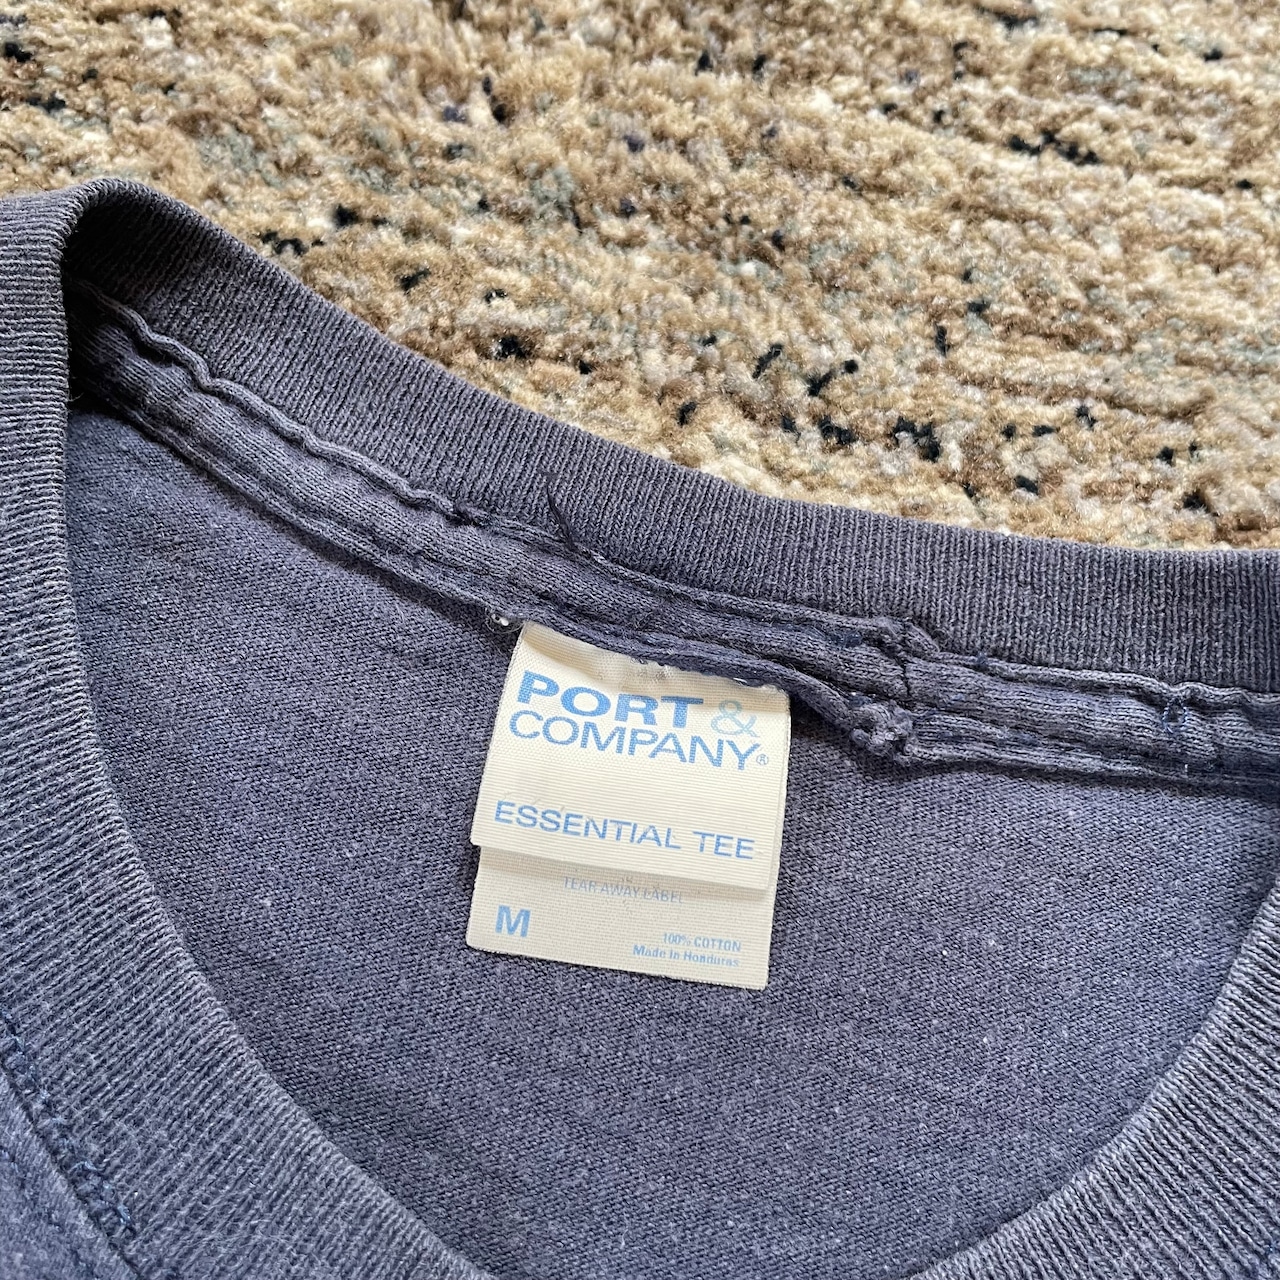 PORT &
COMPANY®
ESSENTIAL TEE
TEAR AWAY LABEL
M
100% COTTON
Made in Honduras